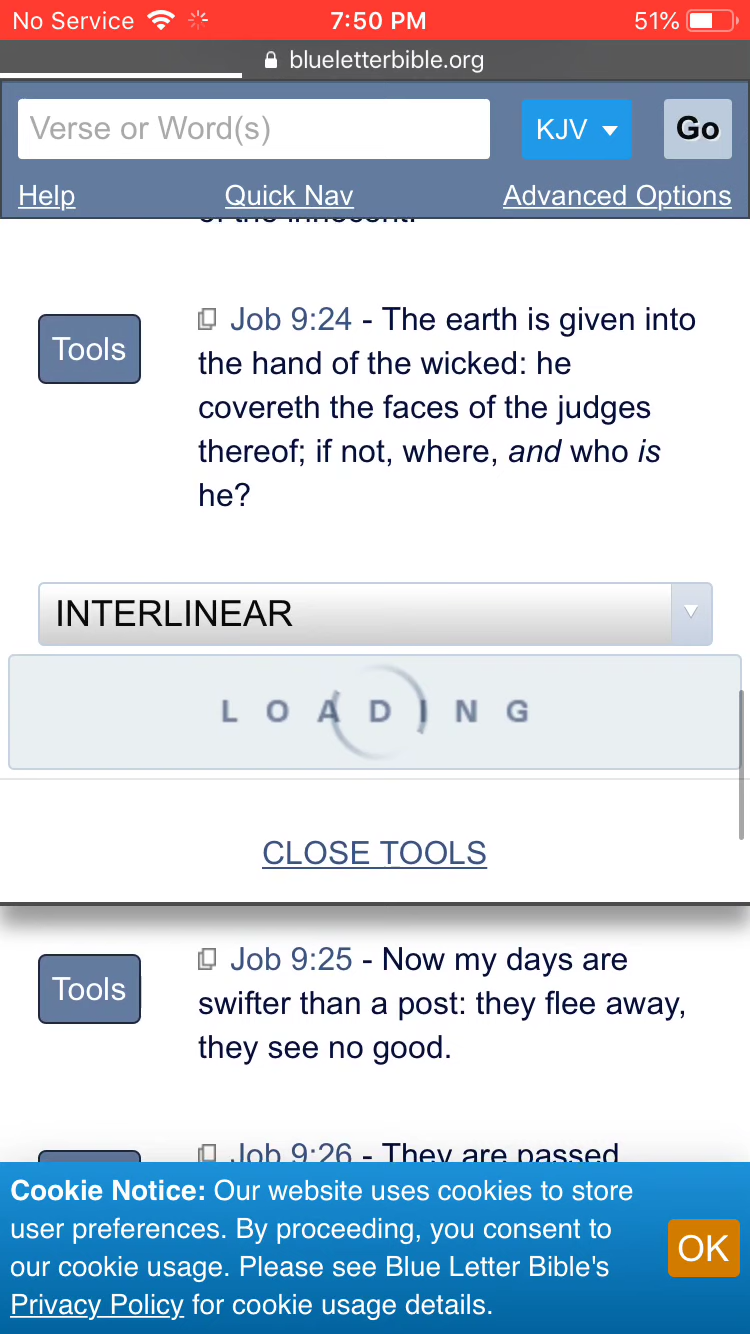 No Service 7:50 PM 51%
blueletterbible.org
Verse or Word(s) KJV Go
Help Quick Nav Advanced Options
of the innocent.
Tools
Job 9:24 - The earth is given into
the hand of the wicked: he
covereth the faces of the judges
thereof; if not, where, and who is
he?
INTERLINEAR
LOADING
CLOSE TOOLS
Tools
Job 9:25 - Now my days are
swifter than a post: they flee away,
they see no good.
Job 9:26 - They are passed
Cookie Notice: Our website uses cookies to store
user preferences. By proceeding, you consent to
our cookie usage. Please see Blue Letter Bible's
Privacy Policy for cookie usage details.
OK